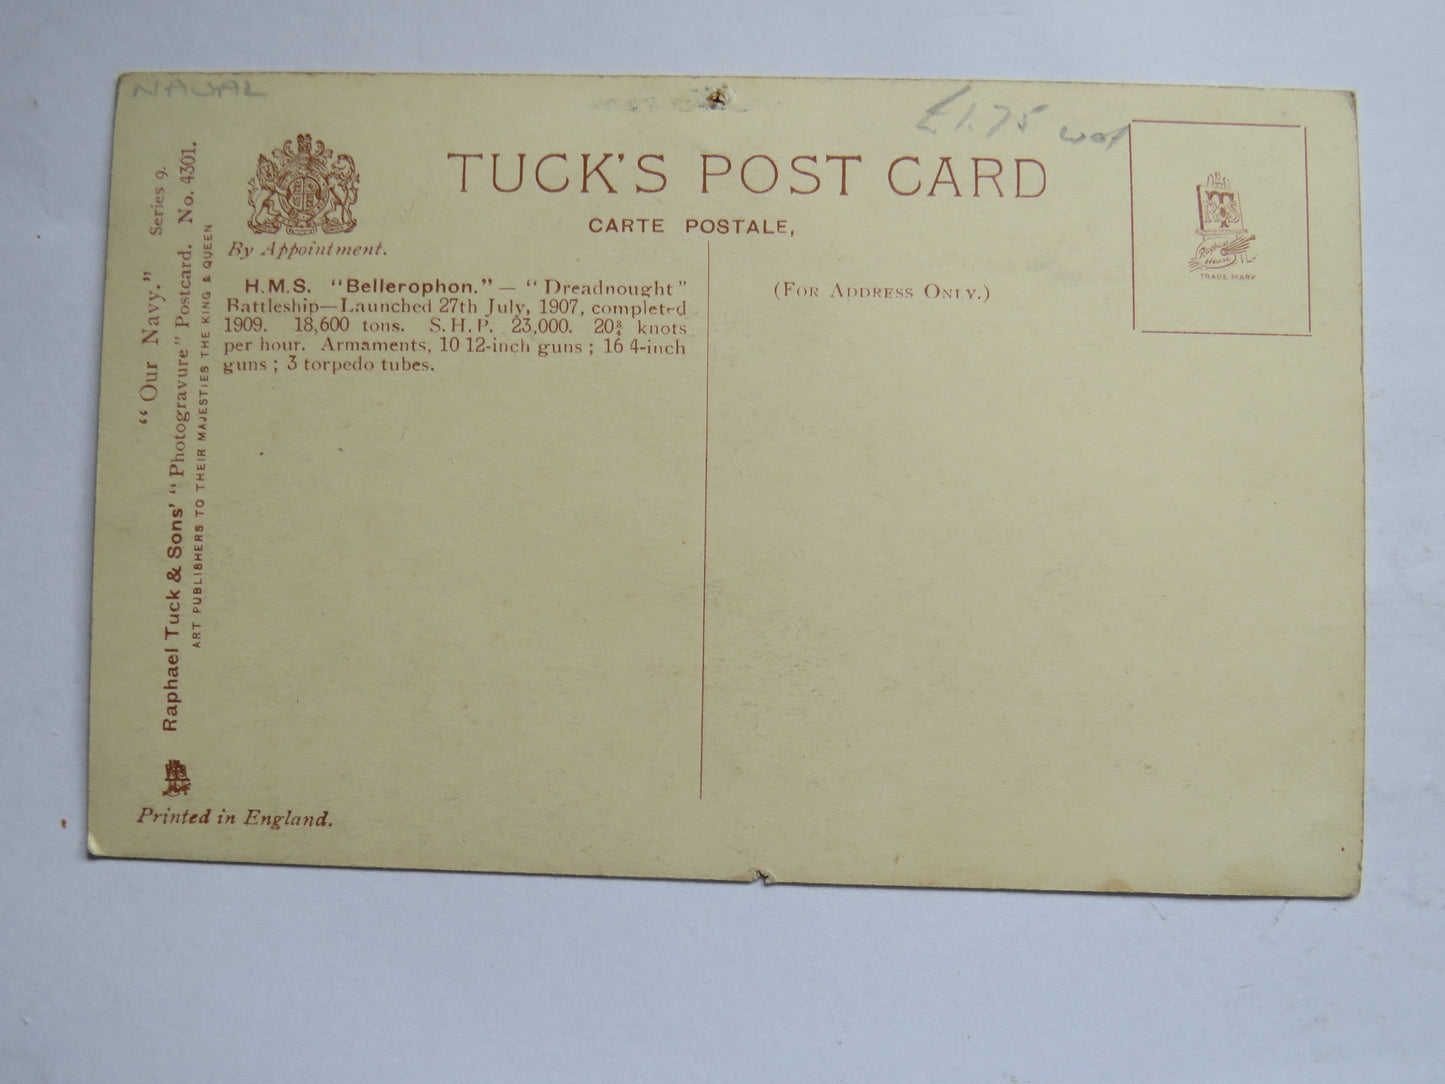 NAVAL
£1.75
TUCK'S POST CARD
CARTE POSTALE,
By Appointment.
(FOR ADDRESS ONLY.)
RTS
Raphael
House
TRADE MARK
H.M.S. "Bellerophon."— "Dreadnought"
Battleship—Launched 27th July, 1907, completed
1909. 18,600 tons. S.H.P. 23,000. 20¾ knots
per hour. Armaments, 10 12-inch guns; 16 4-inch
guns; 3 torpedo tubes.
"Our Navy." Series 9.
Raphael Tuck & Sons' "Photogravure" Postcard. No. 4301.
ART PUBLISHERS TO THEIR MAJESTIES THE KING & QUEEN
Printed in England.